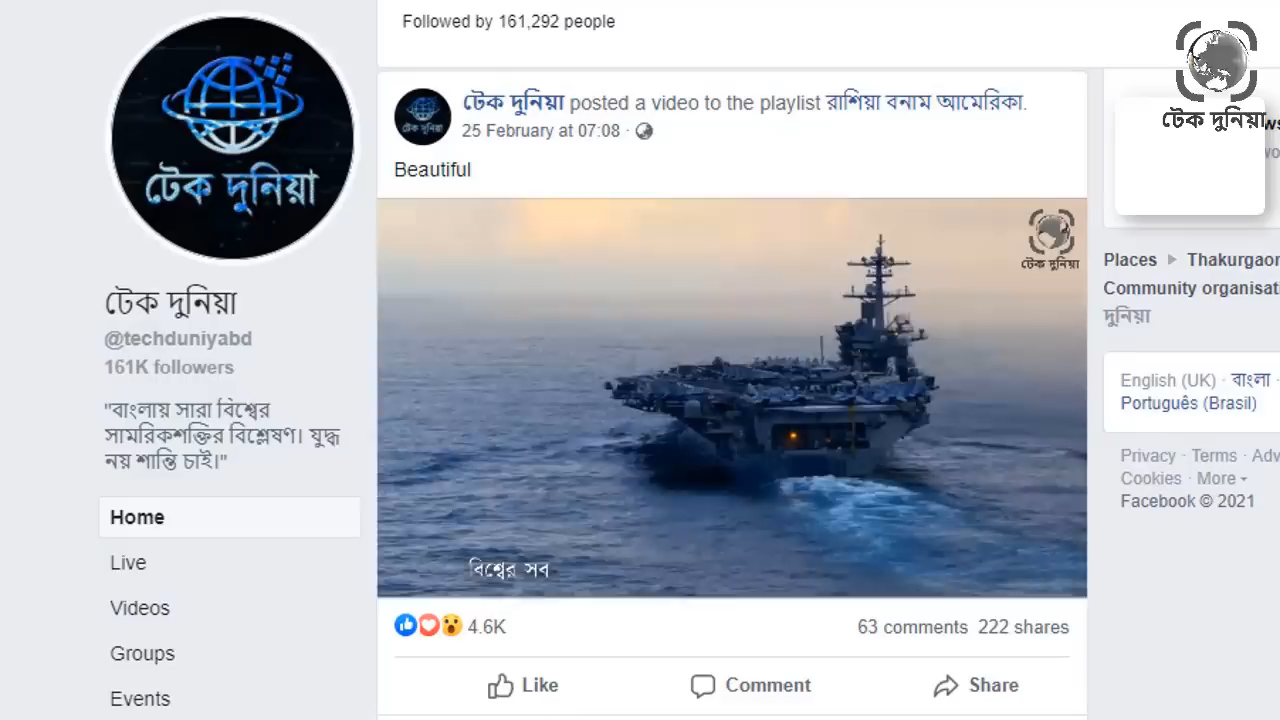 Followed by 161,292 people
টেক দুনিয়া
টেক দুনিয়া
@techduniyabd
161K followers
"বাংলায় সারা বিশ্বের
সামরিকশক্তির বিশ্লেষণ। যুদ্ধ
নয় শান্তি চাই।"
Home
Live
Videos
Groups
Events
টেক দুনিয়া posted a video to the playlist রাশিয়া বনাম আমেরিকা.
25 February at 07:08 ·
টেক দুনিয়া
Beautiful
টেক দুনিয়া
বিশ্বের সব
4.6K
63 comments 222 shares
Like Comment Share
টেক দুনিয়া
Places Thakurgaon
Community organisati
দুনিয়া
English (UK) · বাংলা ·
Português (Brasil)
Privacy · Terms · Adv
Cookies · More
Facebook © 2021